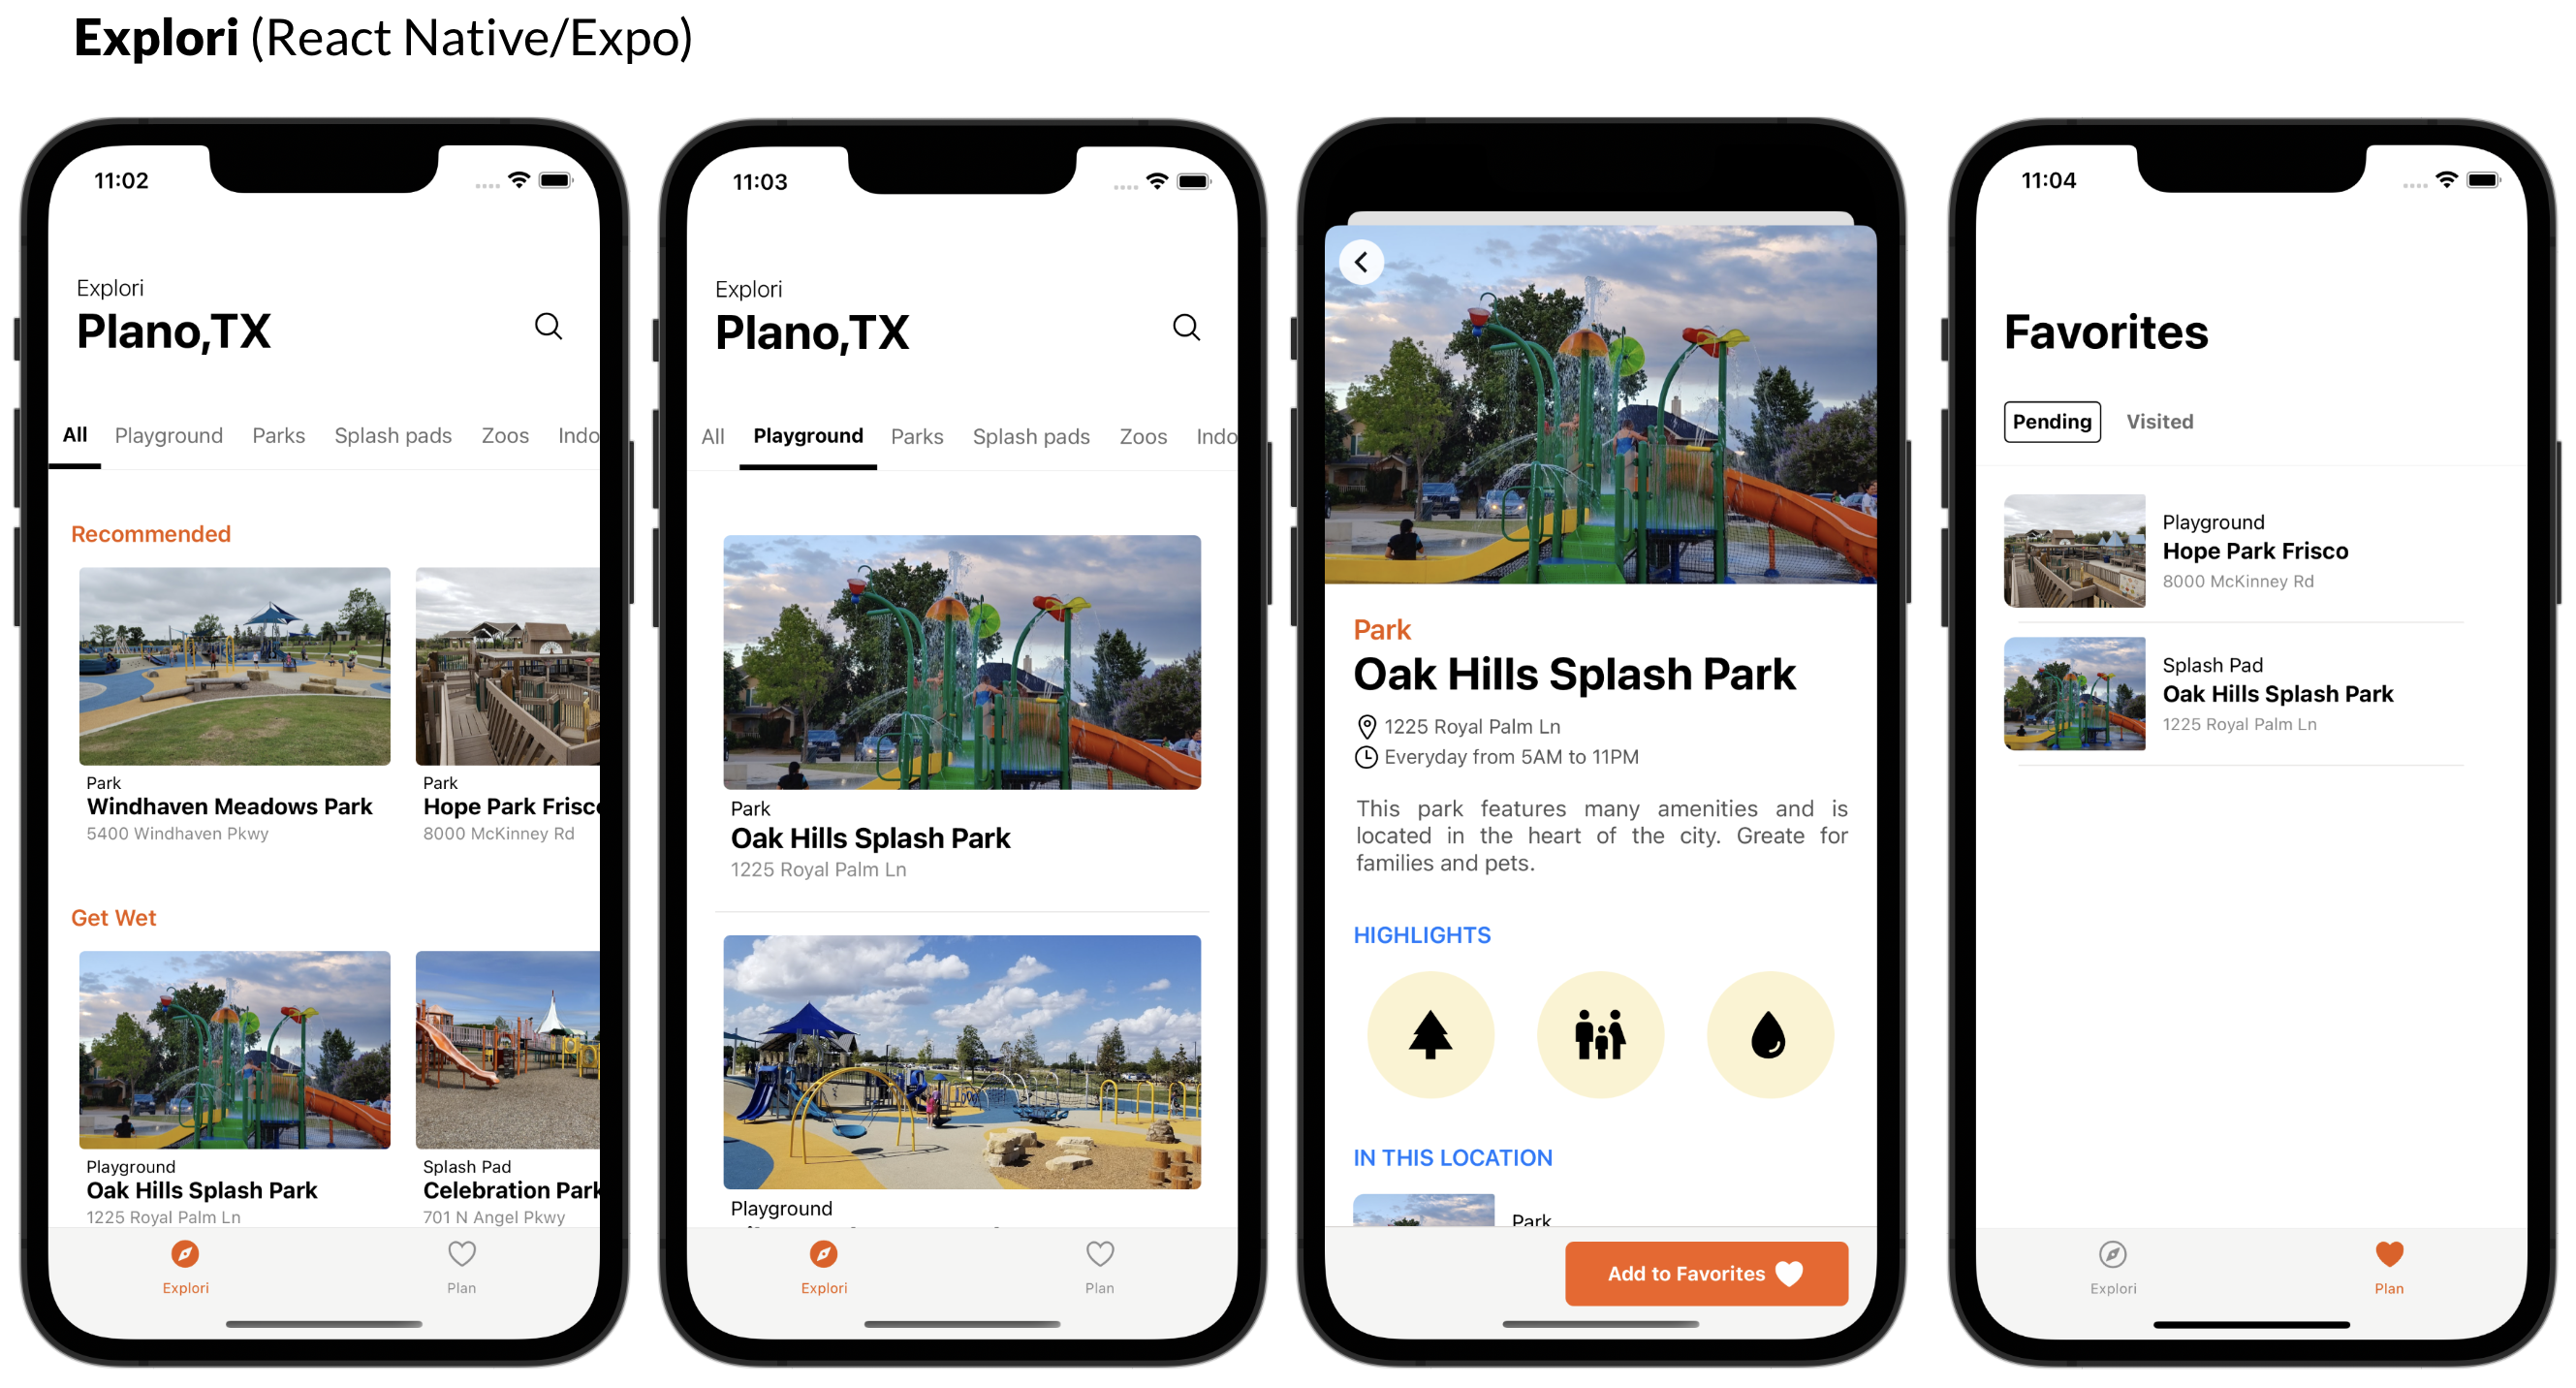 Explori (React Native/Expo)
11:02
Explori
Plano,TX
All Playground Parks Splash pads Zoos Indo
Recommended
Park
Windhaven Meadows Park
5400 Windhaven Pkwy
Park
Hope Park Frisco
8000 McKinney Rd
Get Wet
Playground
Oak Hills Splash Park
1225 Royal Palm Ln
Splash Pad
Celebration Park
701 N Angel Pkwy
Explori
Plan
11:03
Explori
Plano,TX
All Playground Parks Splash pads Zoos Indo
Park
Oak Hills Splash Park
1225 Royal Palm Ln
Playground
Explori
Plan
Park
Oak Hills Splash Park
1225 Royal Palm Ln
Everyday from 5AM to 11PM
This park features many amenities and is
located in the heart of the city. Greate for
families and pets.
HIGHLIGHTS
IN THIS LOCATION
Park
Add to Favorites
11:04
Favorites
Pending Visited
Playground
Hope Park Frisco
8000 McKinney Rd
Splash Pad
Oak Hills Splash Park
1225 Royal Palm Ln
Explori
Plan